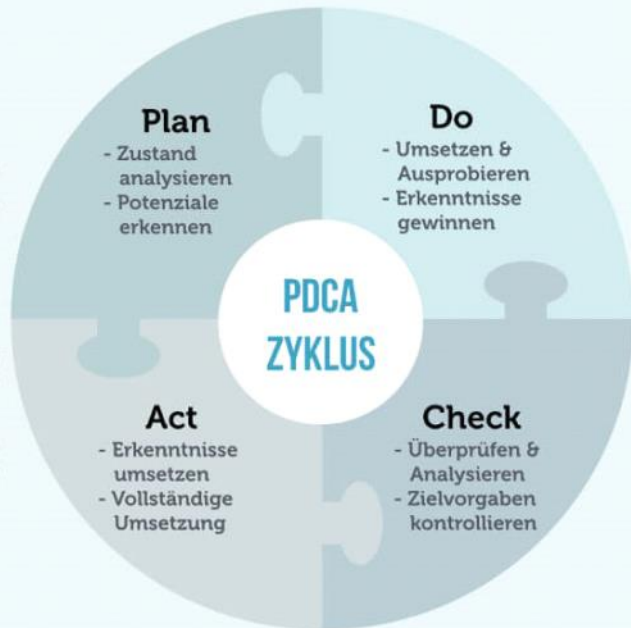 Plan
- Zustand
analysieren
- Potenziale
erkennen
Do
- Umsetzen &
Ausprobieren
- Erkenntnisse
gewinnen
PDCA
ZYKLUS
Act
- Erkenntnisse
umsetzen
- Vollständige
Umsetzung
Check
- Überprüfen &
Analysieren
- Zielvorgaben
kontrollieren